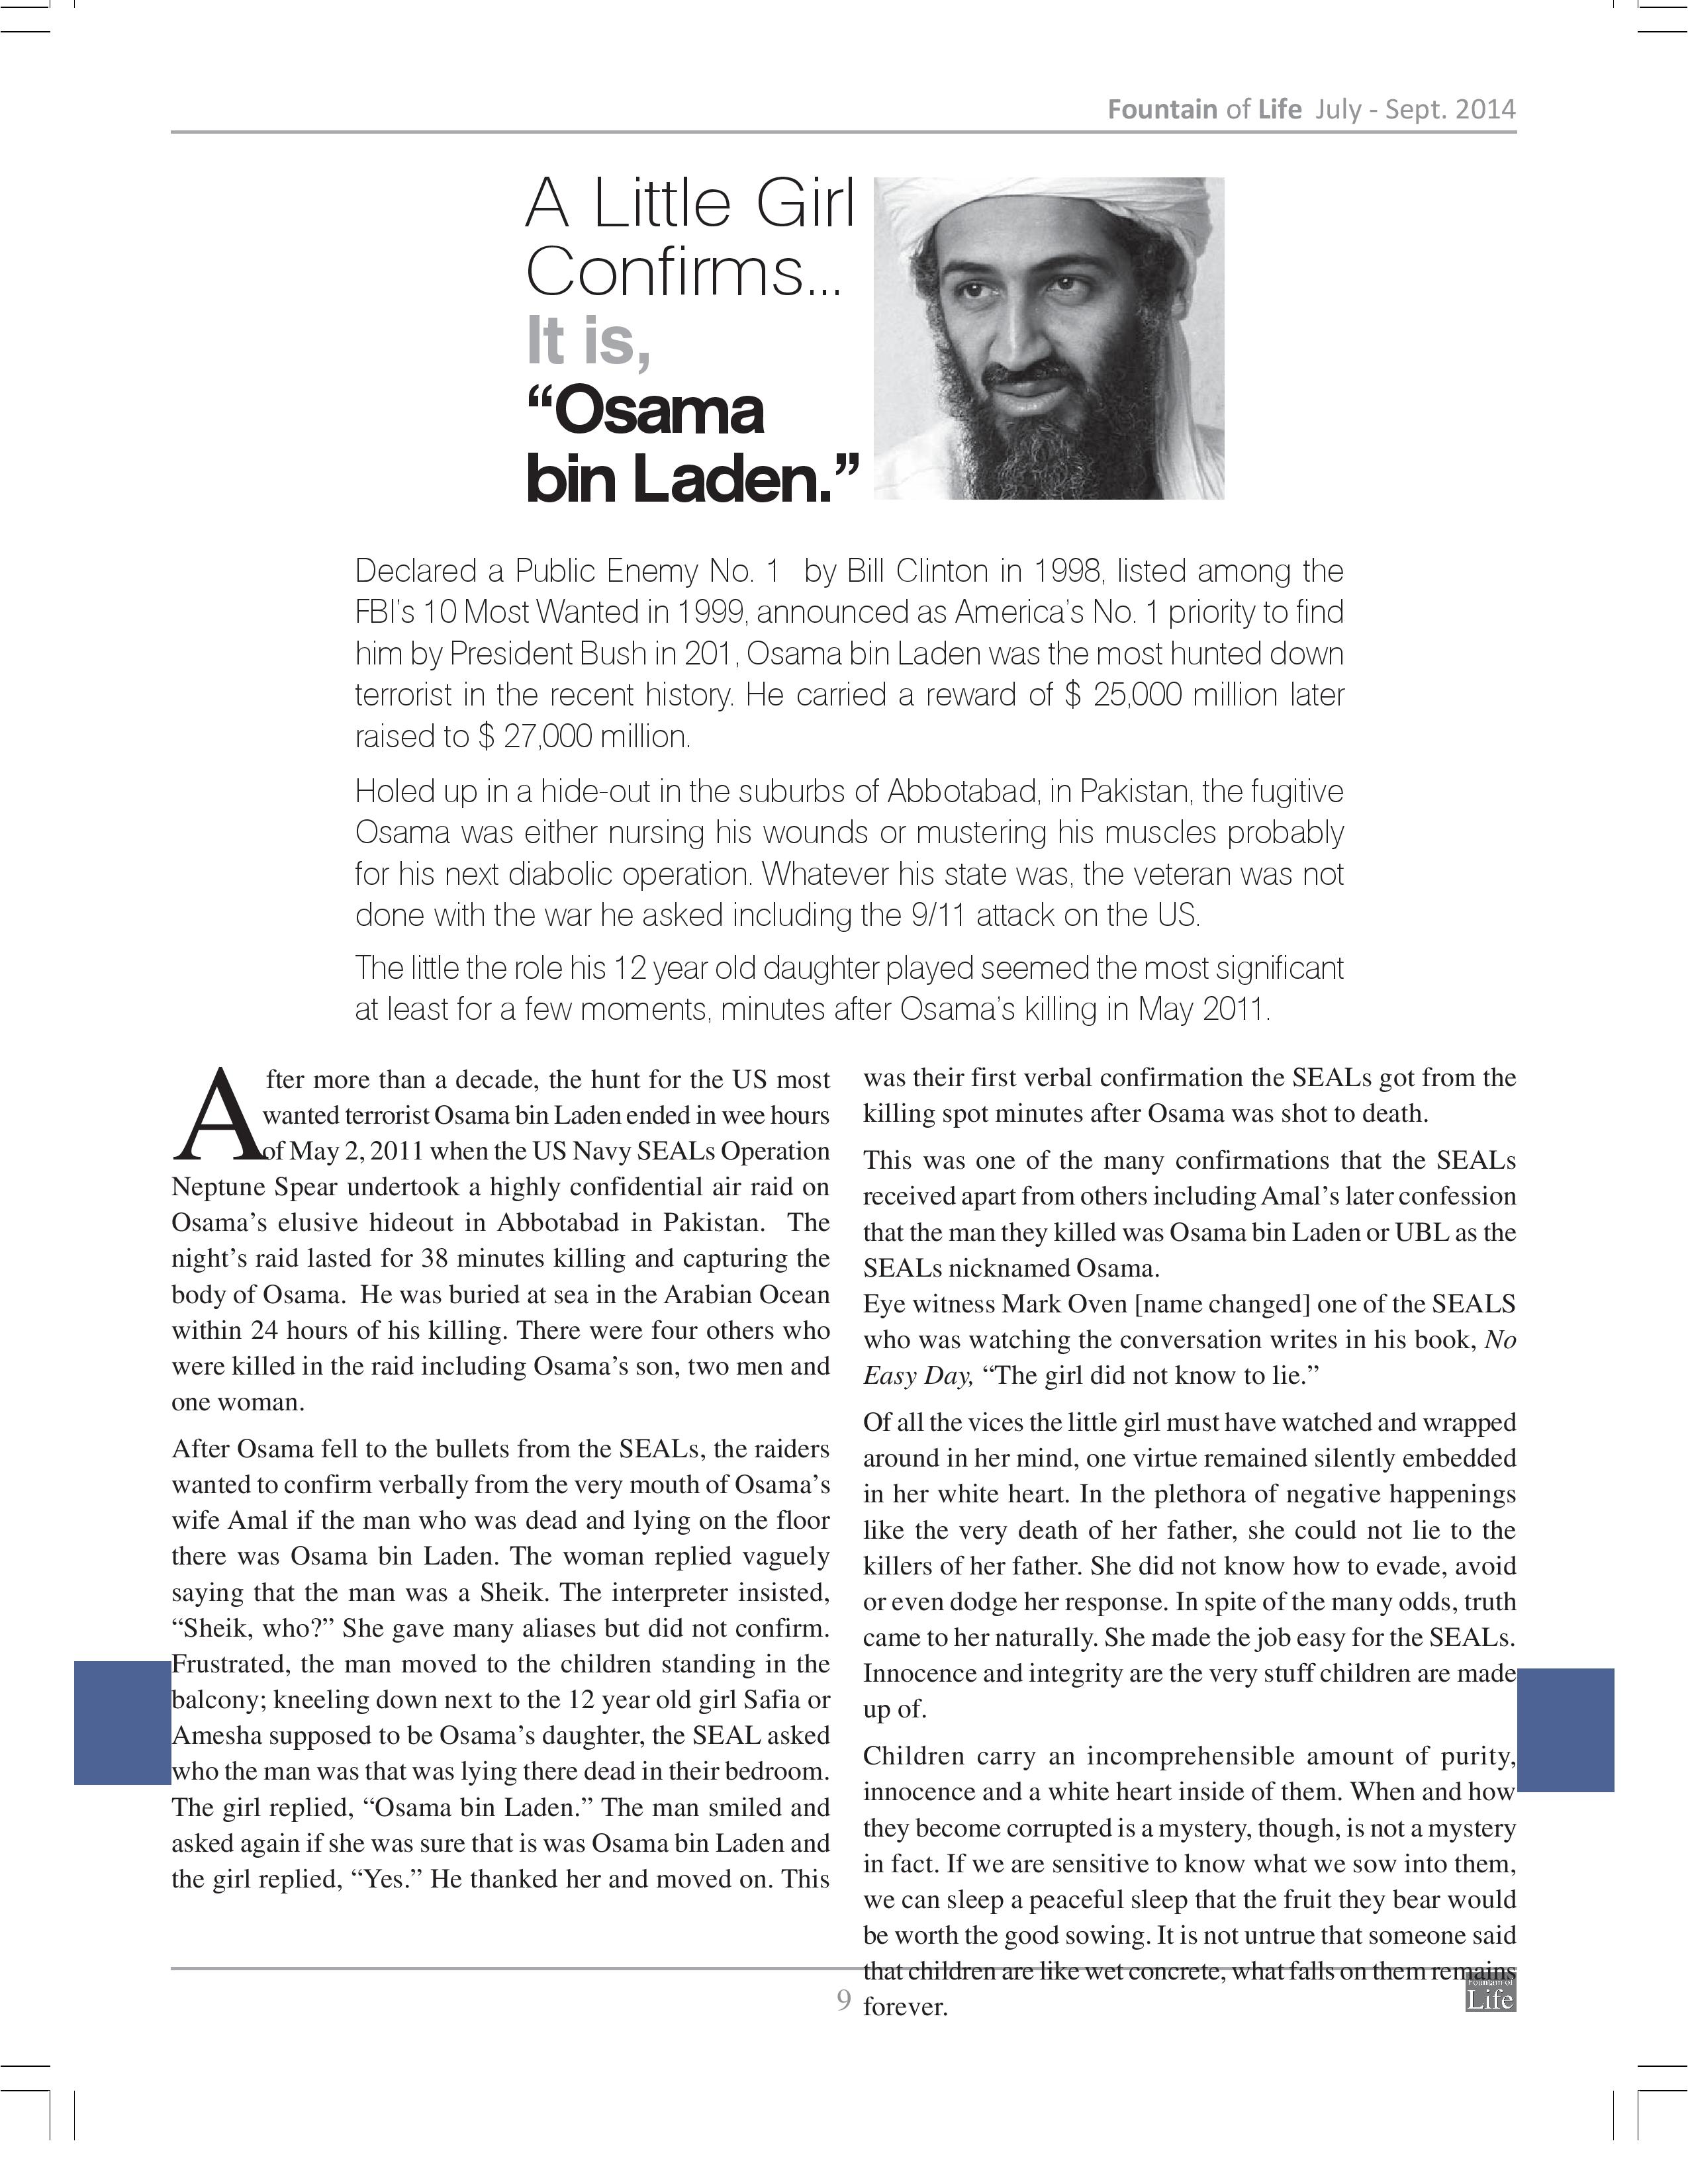 Fountain of Life July - Sept. 2014
A Little Girl
Confirms...
It is,
“Osama
bin Laden.”
Declared a Public Enemy No. 1 by Bill Clinton in 1998, listed among the
FBI’s 10 Most Wanted in 1999, announced as America’s No. 1 priority to find
him by President Bush in 201, Osama bin Laden was the most hunted down
terrorist in the recent history. He carried a reward of $ 25,000 million later
raised to $ 27,000 million.
Holed up in a hide-out in the suburbs of Abbotabad, in Pakistan, the fugitive
Osama was either nursing his wounds or mustering his muscles probably
for his next diabolic operation. Whatever his state was, the veteran was not
done with the war he asked including the 9/11 attack on the US.
The little the role his 12 year old daughter played seemed the most significant
at least for a few moments, minutes after Osama’s killing in May 2011.
After more than a decade, the hunt for the US most
wanted terrorist Osama bin Laden ended in wee hours
of May 2, 2011 when the US Navy SEALs Operation
Neptune Spear undertook a highly confidential air raid on
Osama’s elusive hideout in Abbotabad in Pakistan. The
night’s raid lasted for 38 minutes killing and capturing the
body of Osama. He was buried at sea in the Arabian Ocean
within 24 hours of his killing. There were four others who
were killed in the raid including Osama’s son, two men and
one woman.
After Osama fell to the bullets from the SEALs, the raiders
wanted to confirm verbally from the very mouth of Osama’s
wife Amal if the man who was dead and lying on the floor
there was Osama bin Laden. The woman replied vaguely
saying that the man was a Sheik. The interpreter insisted,
“Sheik, who?” She gave many aliases but did not confirm.
Frustrated, the man moved to the children standing in the
balcony; kneeling down next to the 12 year old girl Safia or
Amesha supposed to be Osama’s daughter, the SEAL asked
who the man was that was lying there dead in their bedroom.
The girl replied, “Osama bin Laden.” The man smiled and
asked again if she was sure that is was Osama bin Laden and
the girl replied, “Yes.” He thanked her and moved on. This
was their first verbal confirmation the SEALs got from the
killing spot minutes after Osama was shot to death.
This was one of the many confirmations that the SEALs
received apart from others including Amal’s later confession
that the man they killed was Osama bin Laden or UBL as the
SEALs nicknamed Osama.
Eye witness Mark Oven [name changed] one of the SEALS
who was watching the conversation writes in his book, No
Easy Day, “The girl did not know to lie.”
Of all the vices the little girl must have watched and wrapped
around in her mind, one virtue remained silently embedded
in her white heart. In the plethora of negative happenings
like the very death of her father, she could not lie to the
killers of her father. She did not know how to evade, avoid
or even dodge her response. In spite of the many odds, truth
came to her naturally. She made the job easy for the SEALs.
Innocence and integrity are the very stuff children are made
up of.
Children carry an incomprehensible amount of purity,
innocence and a white heart inside of them. When and how
they become corrupted is a mystery, though, is not a mystery
in fact. If we are sensitive to know what we sow into them,
we can sleep a peaceful sleep that the fruit they bear would
be worth the good sowing. It is not untrue that someone said
that children are like wet concrete, what falls on them remains
forever.
9
Fountain of
Life